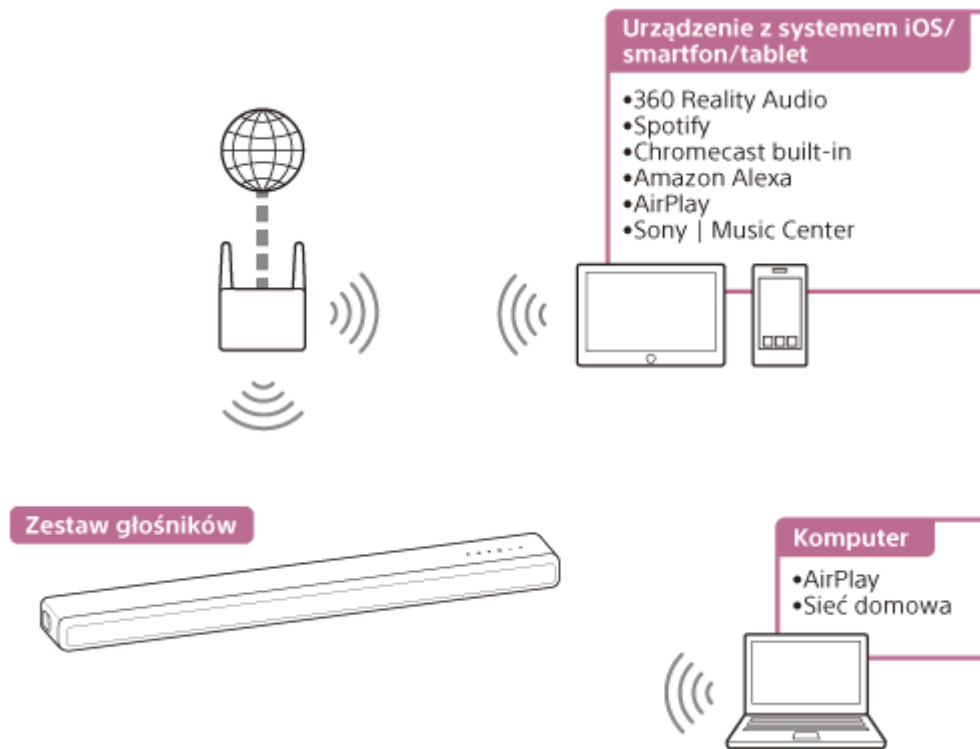 Urządzenie z systemem iOS/
smartfon/tablet
•360 Reality Audio
•Spotify
•Chromecast built-in
•Amazon Alexa
•AirPlay
•Sony | Music Center
Zestaw głośników
Komputer
•AirPlay
•Sieć domowa